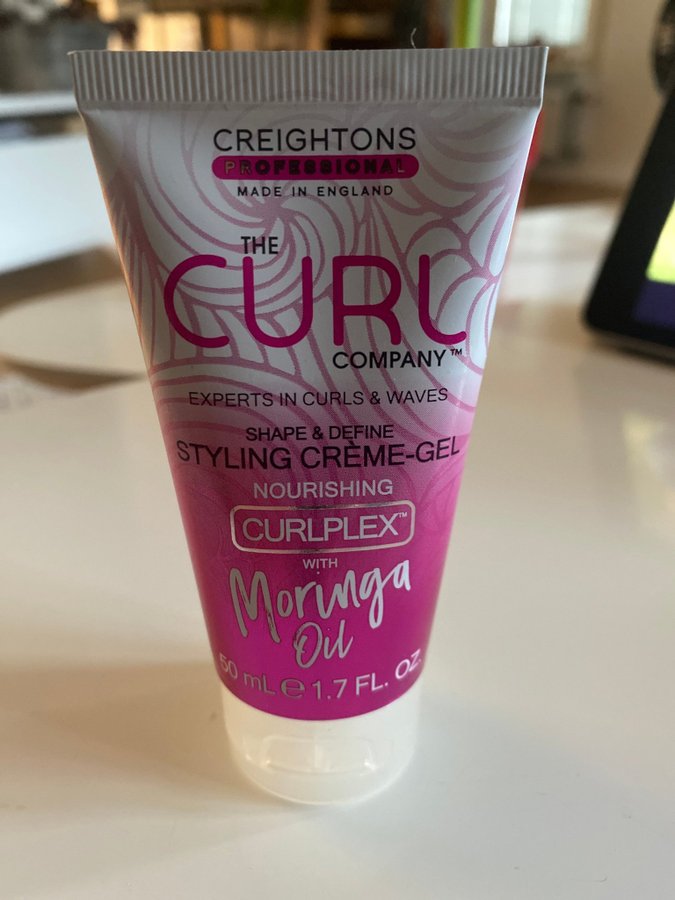 CREIGHTONS
PROFESSIONAL
MADE IN ENGLAND
THE
CURL
COMPANY™
EXPERTS IN CURLS & WAVES
SHAPE & DEFINE
STYLING CRÈME-GEL
NOURISHING
CURLPLEX™
WITH
Moringa
Oil
50 mL ℮ 1.7 FL. OZ.